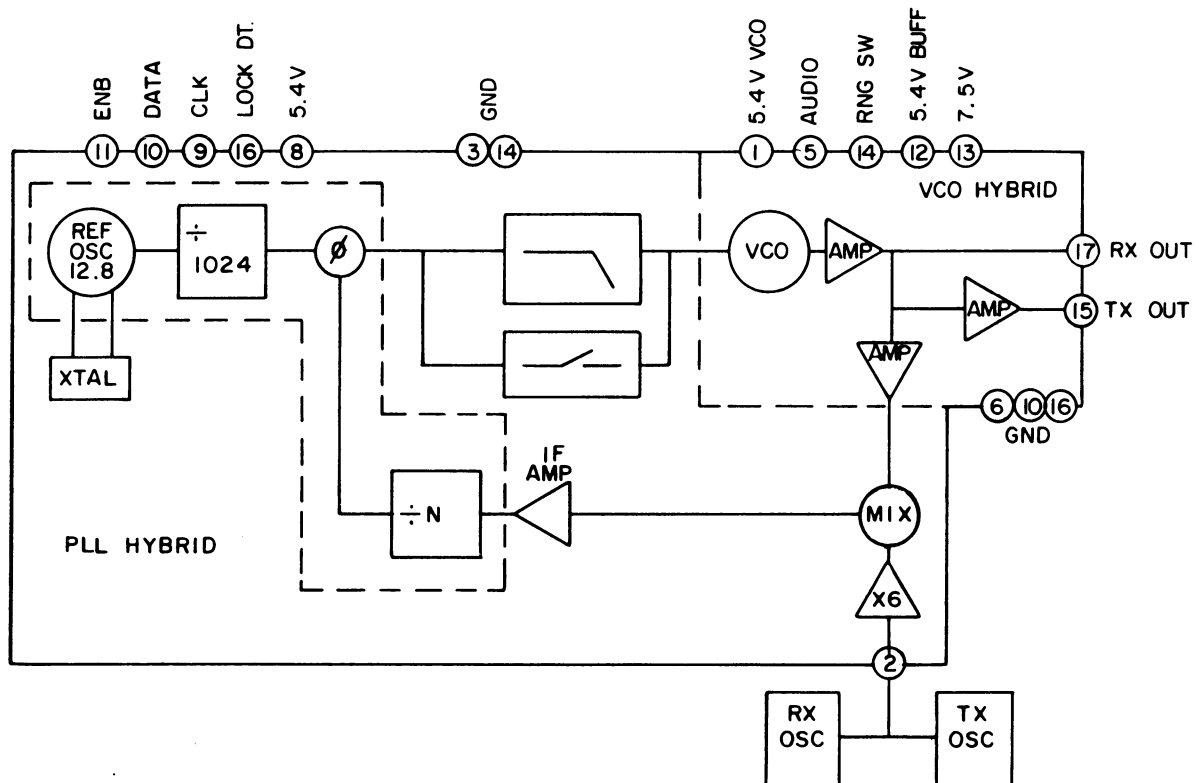 ENB
DATA
CLK
LOCK DT.
5.4V
GND
5.4V VCO
AUDIO
RNG SW
5.4V BUFF
7.5V
11
10
9
16
8
3
14
1
5
14
12
13
VCO HYBRID
REF
OSC
12.8
÷
1024
ϕ
VCO
AMP
17
RX OUT
AMP
15
TX OUT
XTAL
AMP
6
10
16
GND
IF
AMP
÷N
MIX
PLL HYBRID
X6
2
RX
OSC
TX
OSC